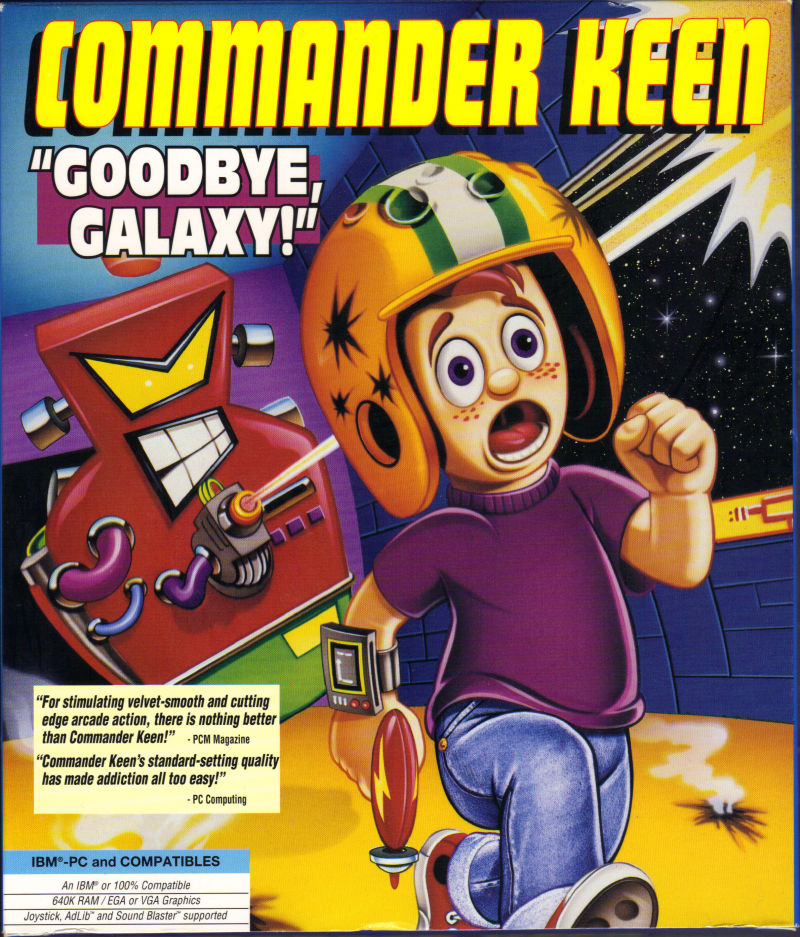 COMMANDER KEEN
"GOODBYE,
GALAXY!"
"For stimulating velvet-smooth and cutting
edge arcade action, there is nothing better
than Commander Keen!" - PCM Magazine
"Commander Keen's standard-setting quality
has made addiction all too easy!"
- PC Computing
IBM®-PC and COMPATIBLES
An IBM® or 100% Compatible
640K RAM / EGA or VGA Graphics
Joystick, AdLib™ and Sound Blaster™ supported